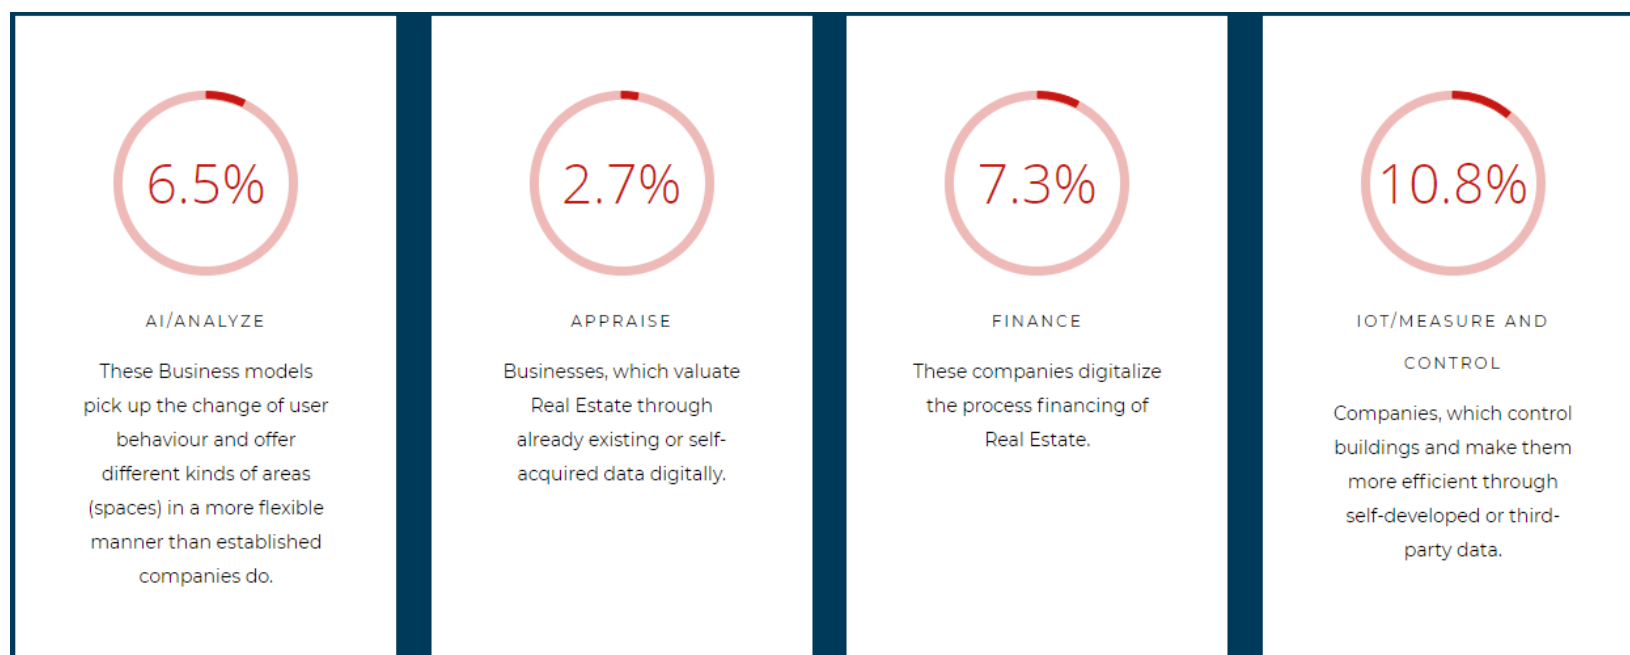 6.5%
AI/ANALYZE
These Business models
pick up the change of user
behaviour and offer
different kinds of areas
(spaces) in a more flexible
manner than established
companies do.
2.7%
APPRAISE
Businesses, which valuate
Real Estate through
already existing or self-
acquired data digitally.
7.3%
FINANCE
These companies digitalize
the process financing of
Real Estate.
10.8%
IOT/MEASURE AND
CONTROL
Companies, which control
buildings and make them
more efficient through
self-developed or third-
party data.